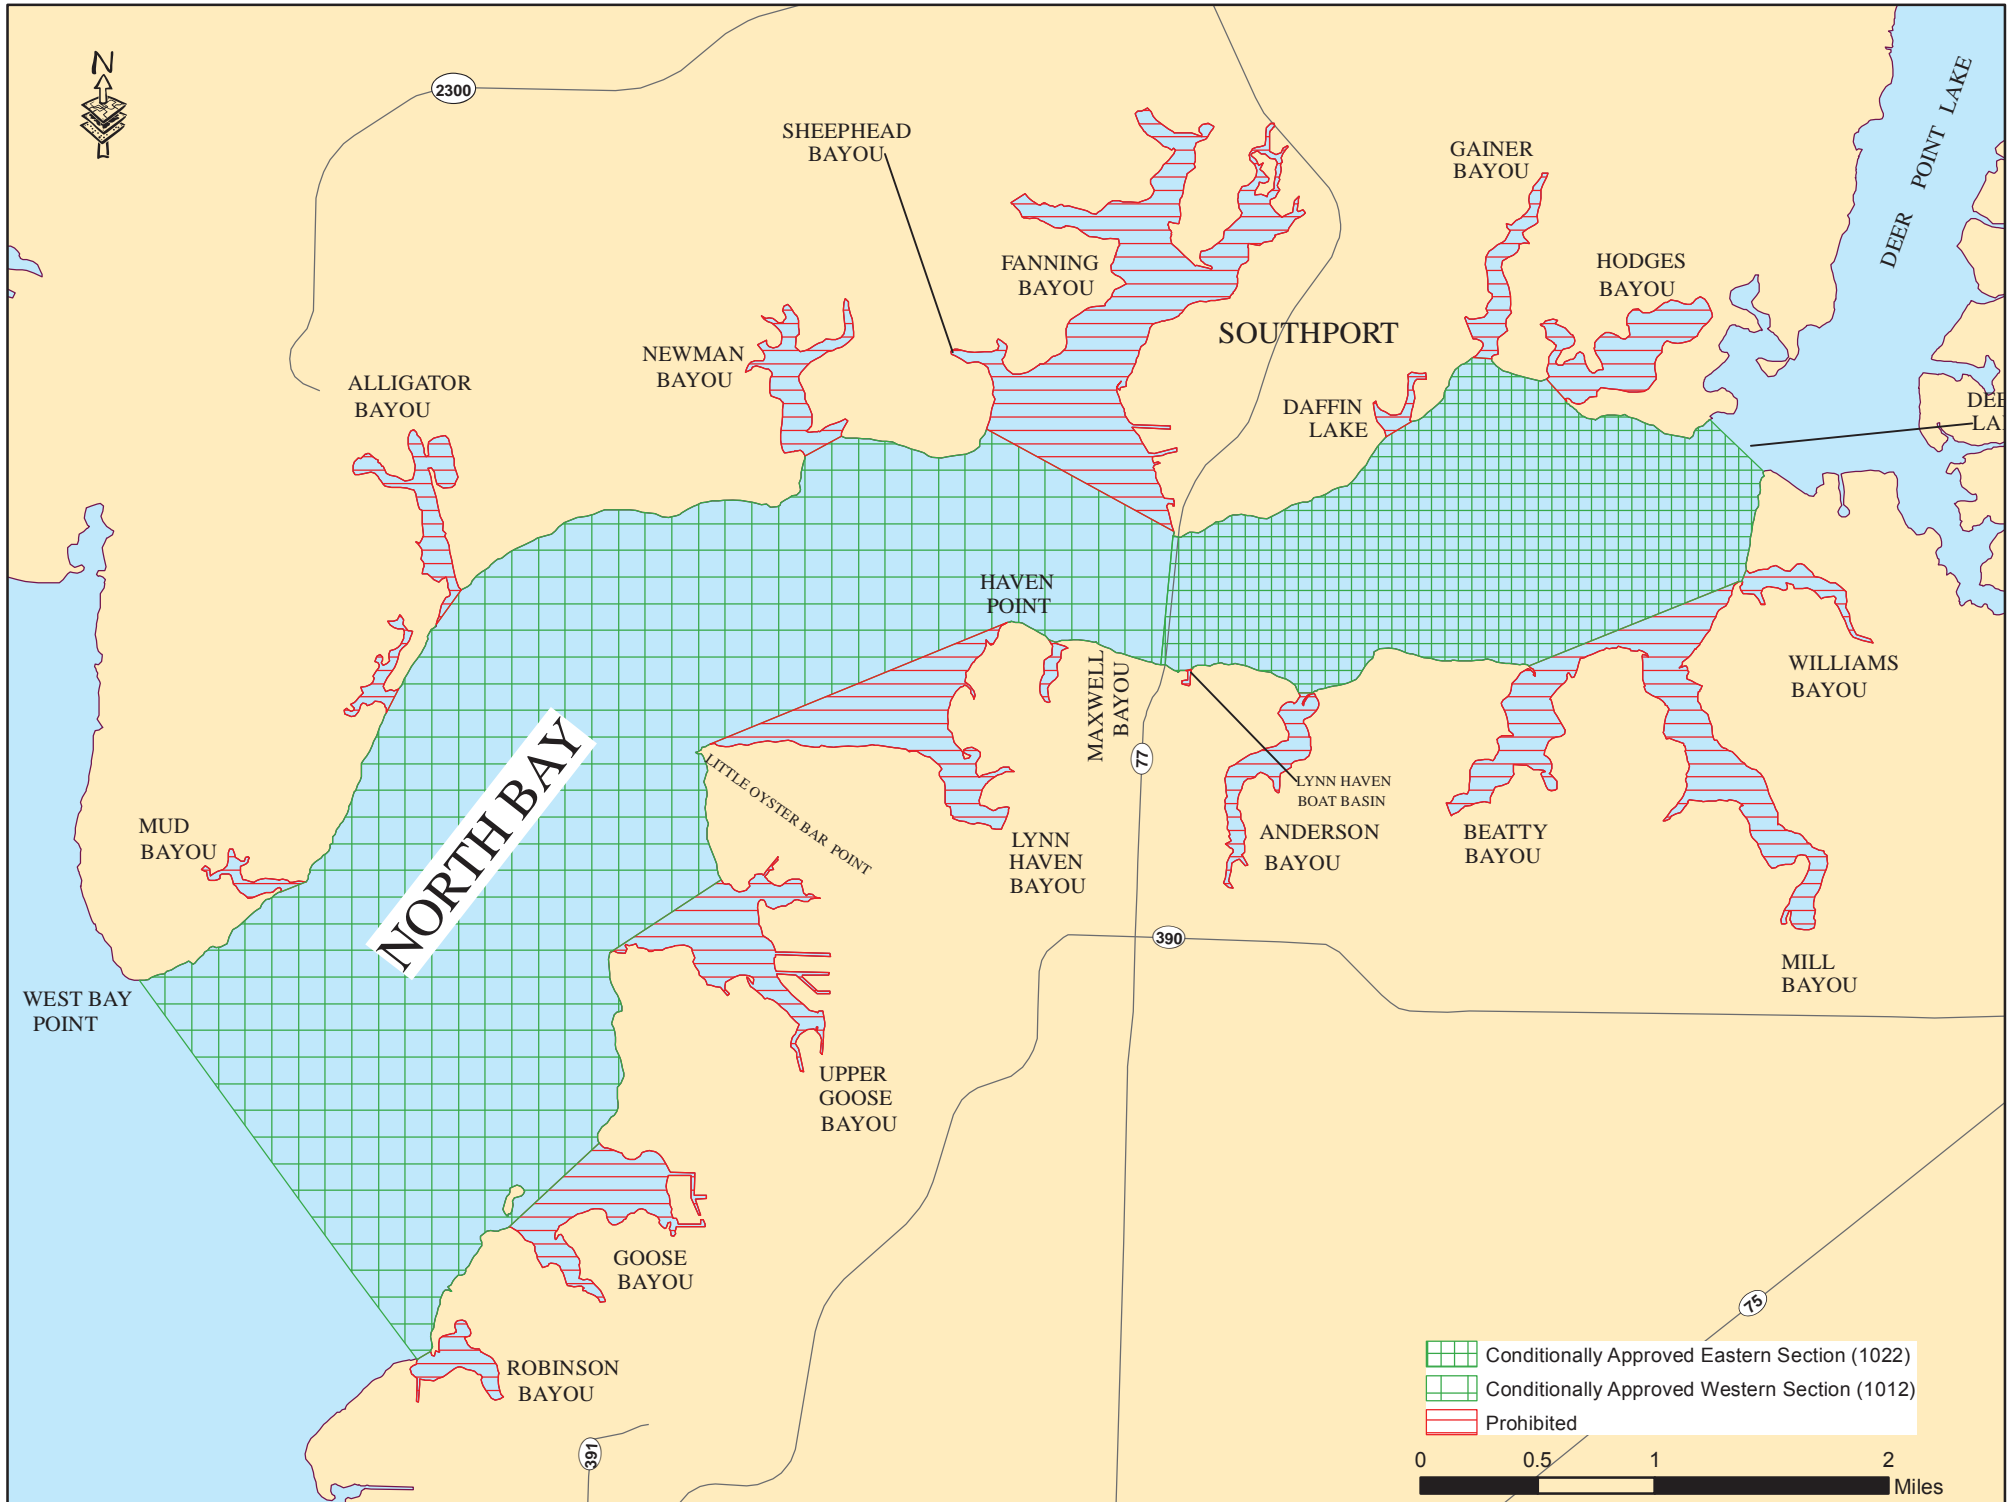 N
2300
SHEEPHEAD
BAYOU
GAINER
BAYOU
DEER POINT LAKE
FANNING
BAYOU
HODGES
BAYOU
SOUTHPORT
NEWMAN
BAYOU
ALLIGATOR
BAYOU
DAFFIN
LAKE
HAVEN
POINT
MAXWELL
BAYOU
WILLIAMS
BAYOU
NORTH BAY
LITTLE OYSTER BAR POINT
77
LYNN HAVEN
BOAT BASIN
MUD
BAYOU
LYNN
HAVEN
BAYOU
ANDERSON
BAYOU
BEATTY
BAYOU
390
MILL
BAYOU
WEST BAY
POINT
UPPER
GOOSE
BAYOU
GOOSE
BAYOU
75
ROBINSON
BAYOU
391
Conditionally Approved Eastern Section (1022)
Conditionally Approved Western Section (1012)
Prohibited
0 0.5 1 2
Miles